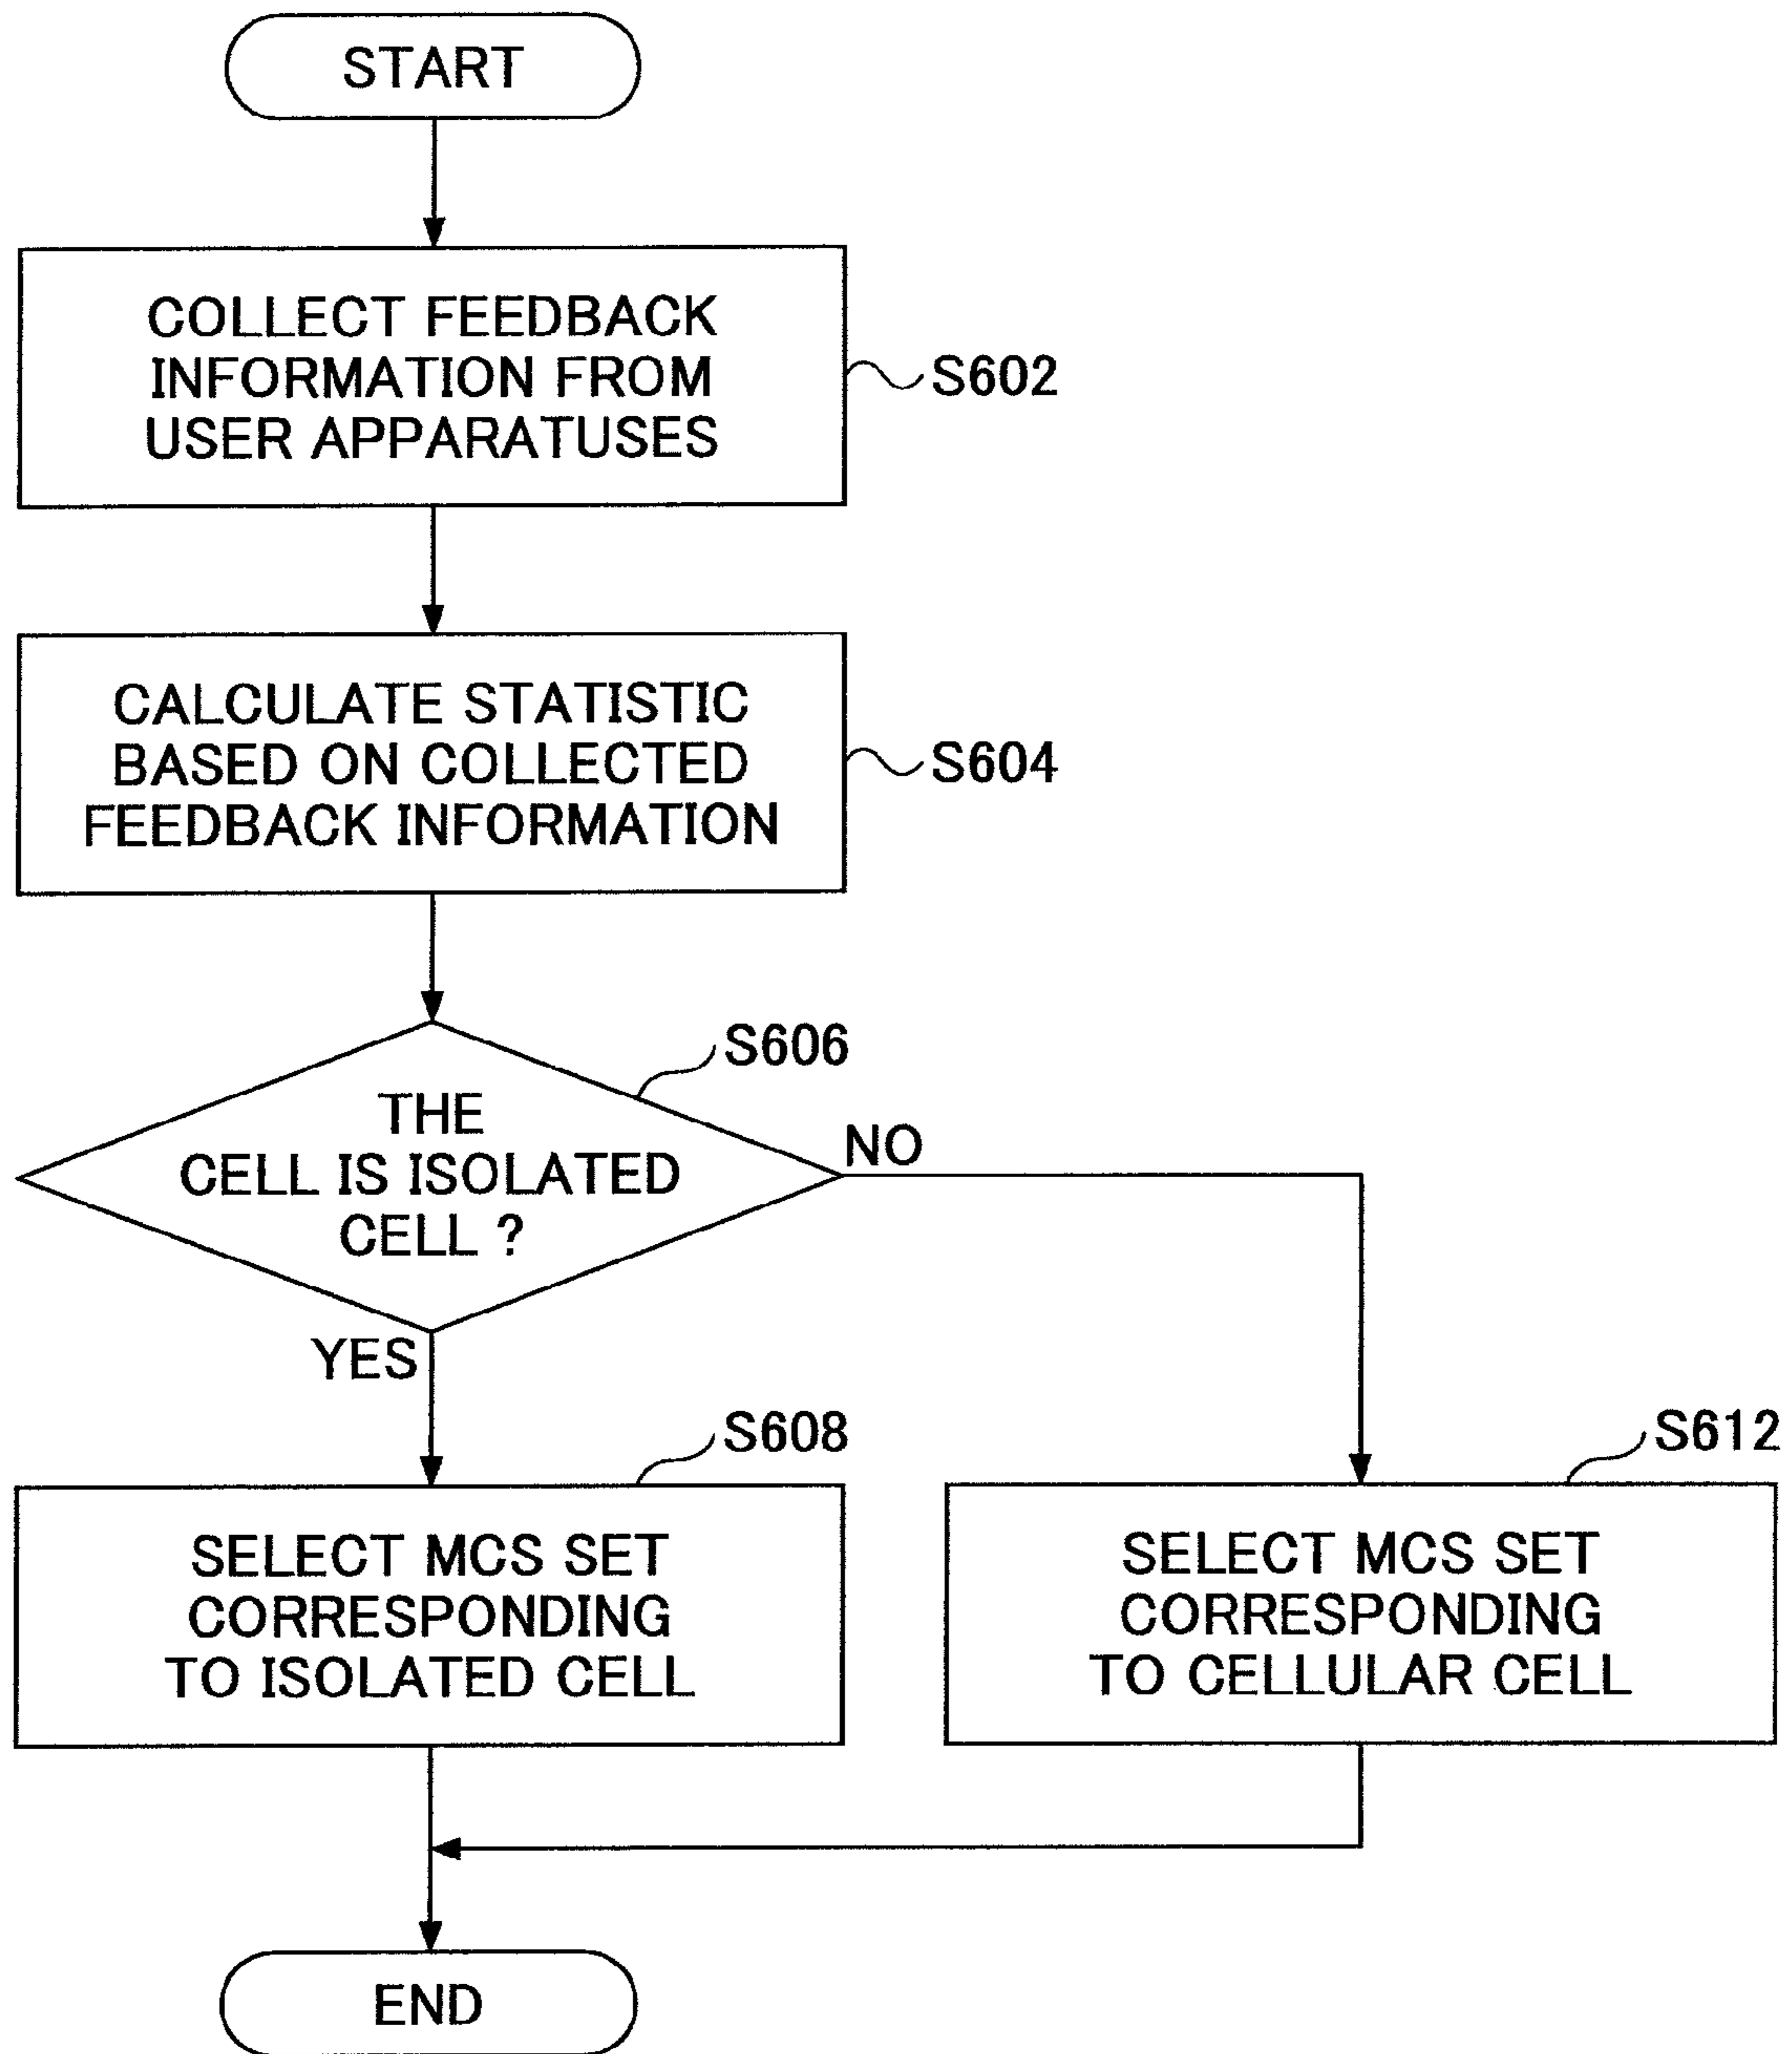 START
COLLECT FEEDBACK
INFORMATION FROM
USER APPARATUSES
S602
CALCULATE STATISTIC
BASED ON COLLECTED
FEEDBACK INFORMATION
S604
S606
THE
CELL IS ISOLATED
CELL ?
NO
YES
S608
SELECT MCS SET
CORRESPONDING
TO ISOLATED CELL
S612
SELECT MCS SET
CORRESPONDING
TO CELLULAR CELL
END